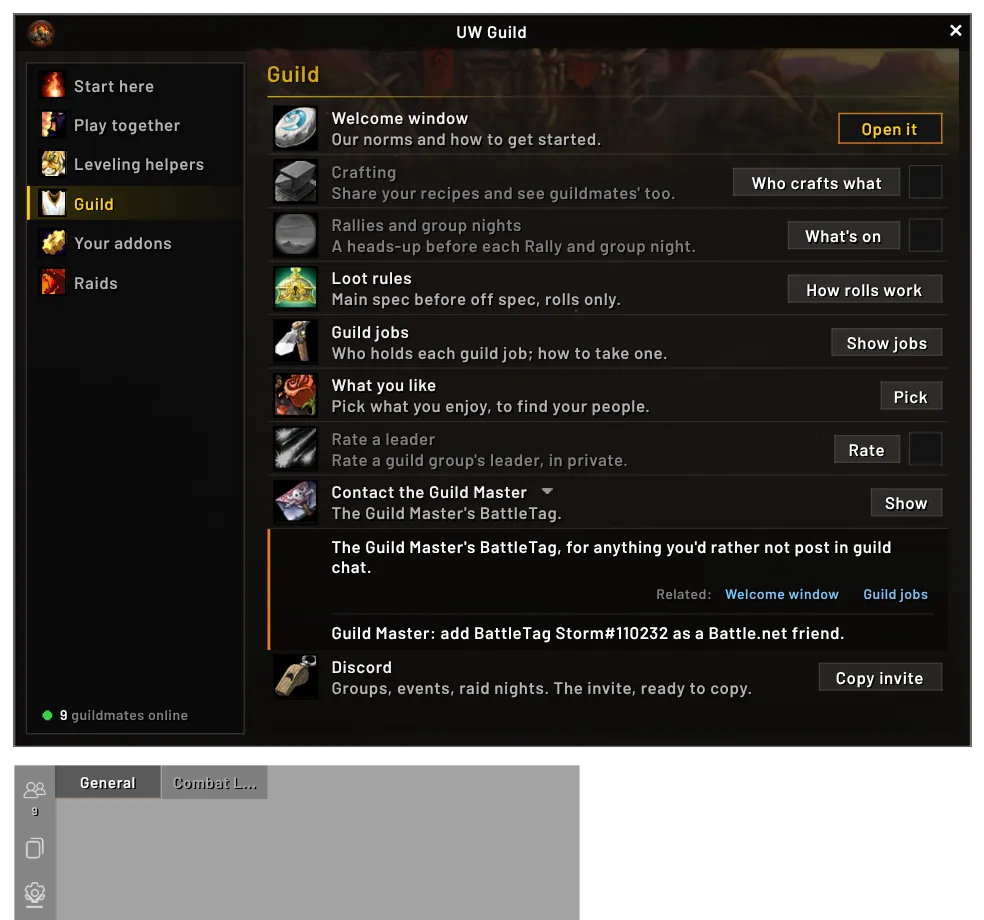 UW Guild
Start here
Play together
Leveling helpers
Guild
Your addons
Raids
9 guildmates online
Guild
Welcome window
Our norms and how to get started.
Open it
Crafting
Share your recipes and see guildmates' too.
Who crafts what
Rallies and group nights
A heads-up before each Rally and group night.
What's on
Loot rules
Main spec before off spec, rolls only.
How rolls work
Guild jobs
Who holds each guild job; how to take one.
Show jobs
What you like
Pick what you enjoy, to find your people.
Pick
Rate a leader
Rate a guild group's leader, in private.
Rate
Contact the Guild Master
The Guild Master's BattleTag.
Show
The Guild Master's BattleTag, for anything you'd rather not post in guild
chat.
Related: Welcome window Guild jobs
Guild Master: add BattleTag Storm#110232 as a Battle.net friend.
Discord
Groups, events, raid nights. The invite, ready to copy.
Copy invite
General
Combat L...
9